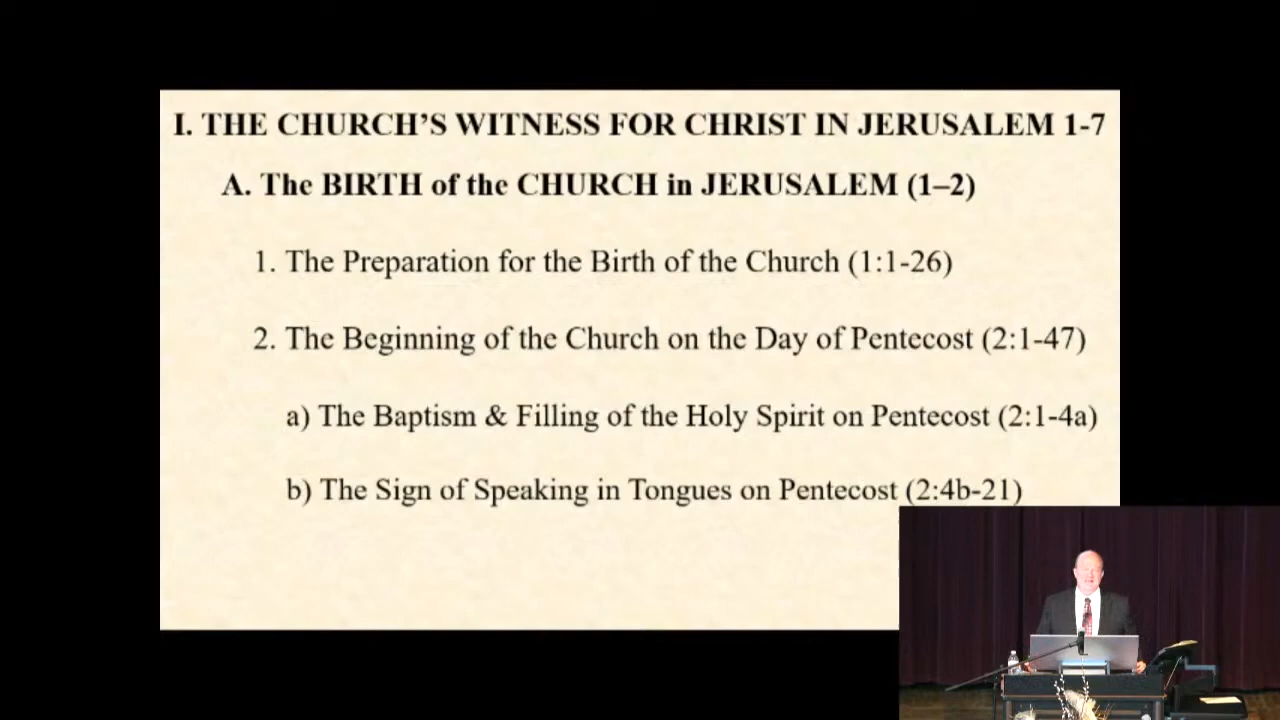 I. THE CHURCH’S WITNESS FOR CHRIST IN JERUSALEM 1-7
A. The BIRTH of the CHURCH in JERUSALEM (1–2)
1. The Preparation for the Birth of the Church (1:1-26)
2. The Beginning of the Church on the Day of Pentecost (2:1-47)
a) The Baptism & Filling of the Holy Spirit on Pentecost (2:1-4a)
b) The Sign of Speaking in Tongues on Pentecost (2:4b-21)